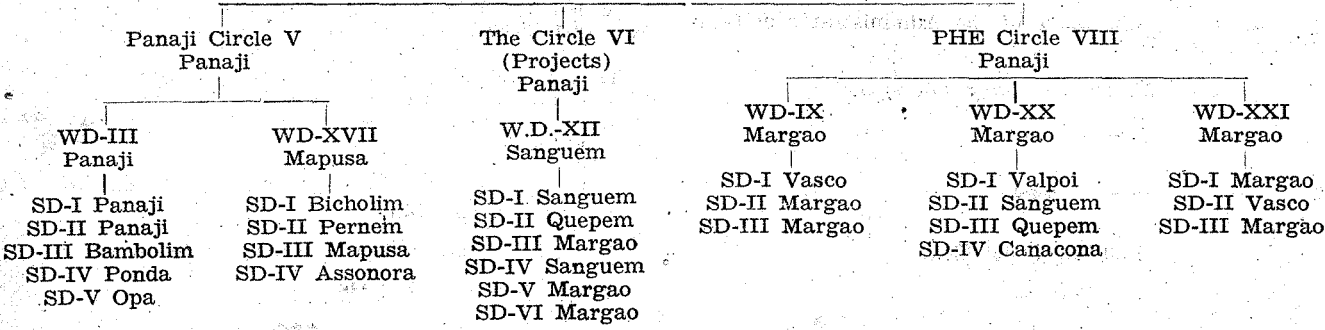 Panaji Circle V
Panaji
The Circle VI
(Projects)
Panaji
PHE Circle VIII
Panaji
WD-III
Panaji
WD-XVII
Mapusa
W.D.-XII
Sanguem
WD-IX
Margao
WD-XX
Margao
WD-XXI
Margao
SD-I Panaji
SD-II Panaji
SD-III Bambolim
SD-IV Ponda
SD-V Opa
SD-I Bicholim
SD-II Pernem
SD-III Mapusa
SD-IV Assonora
SD-I Sanguem
SD-II Quepem
SD-III Margao
SD-IV Sanguem
SD-V Margao
SD-VI Margao
SD-I Vasco
SD-II Margao
SD-III Margao
SD-I Valpoi
SD-II Sanguem
SD-III Quepem
SD-IV Canacona
SD-I Margao
SD-II Vasco
SD-III Margao